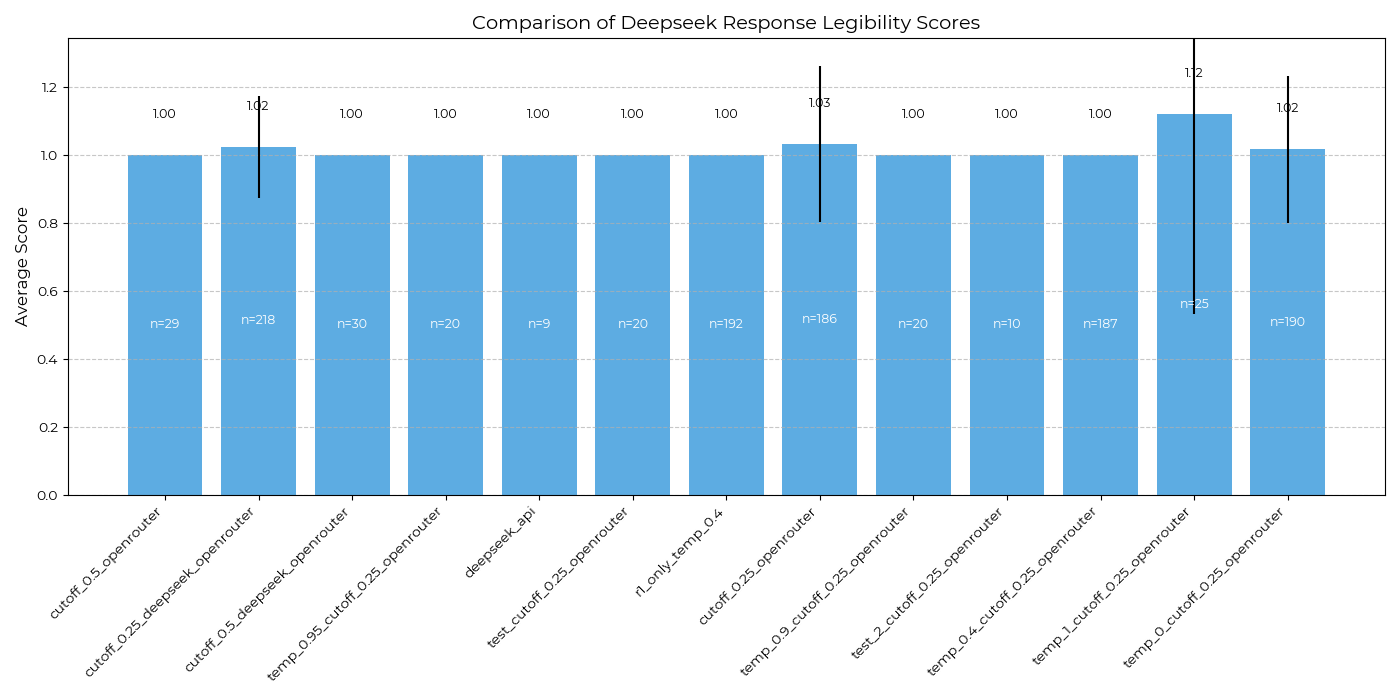 Comparison of Deepseek Response Legibility Scores
Average Score
1.2
1.0
0.8
0.6
0.4
0.2
0.0
1.00
1.02
1.00
1.00
1.00
1.00
1.00
1.03
1.00
1.00
1.00
1.12
1.02
n=29
n=218
n=30
n=20
n=9
n=20
n=192
n=186
n=20
n=10
n=187
n=25
n=190
cutoff_0.5_openrouter
cutoff_0.25_deepseek_openrouter
cutoff_0.5_deepseek_openrouter
temp_0.95_cutoff_0.25_openrouter
deepseek_api
test_cutoff_0.25_openrouter
r1_only_temp_0.4
cutoff_0.25_openrouter
temp_0.9_cutoff_0.25_openrouter
test_2_cutoff_0.25_openrouter
temp_0.4_cutoff_0.25_openrouter
temp_1_cutoff_0.25_openrouter
temp_0_cutoff_0.25_openrouter